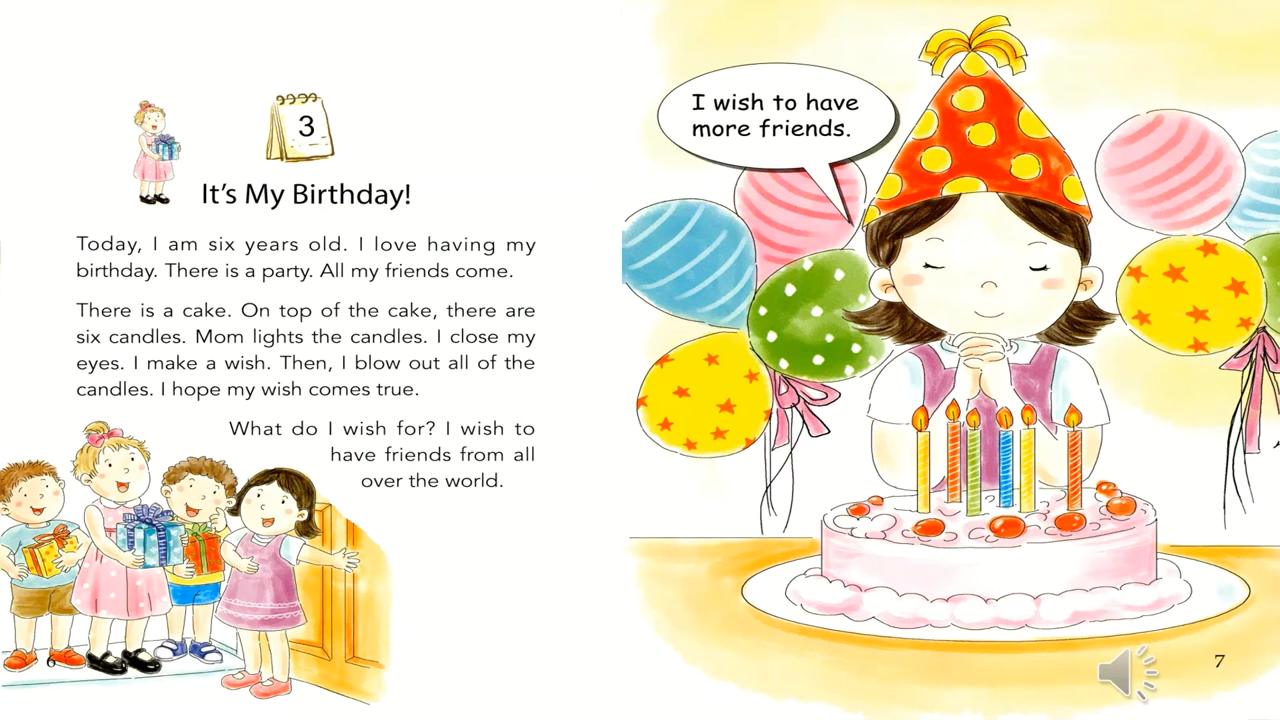 3
It's My Birthday!
Today, I am six years old. I love having my
birthday. There is a party. All my friends come.
There is a cake. On top of the cake, there are
six candles. Mom lights the candles. I close my
eyes. I make a wish. Then, I blow out all of the
candles. I hope my wish comes true.
What do I wish for? I wish to
have friends from all
over the world.
6
I wish to have
more friends.
7